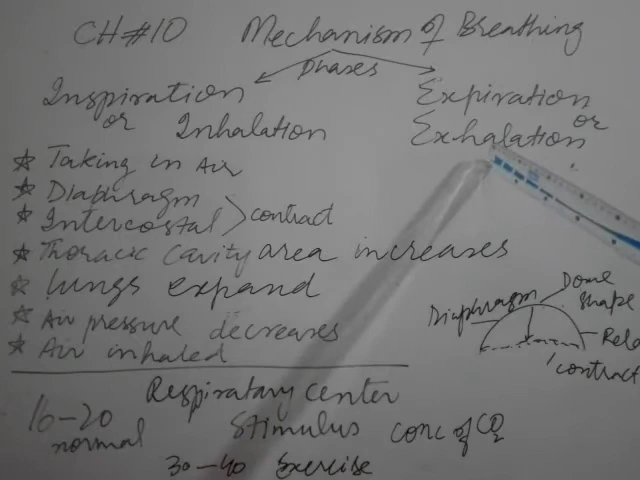 CH#10 Mechanism of Breathing
Phases
Inspiration
or Inhalation
Expiration
or
Exhalation
☆ Taking in Air
☆ Diaphragm
☆ Intercostal > contract
☆ Thoracic cavity area increases
☆ lungs expand
☆ Air pressure decreases
☆ Air inhaled
Diaphragm
Dome
shape
Rela
contract
Respiratary center
16-20
normal
Stimulus conc of CO2
30-40 Exercise